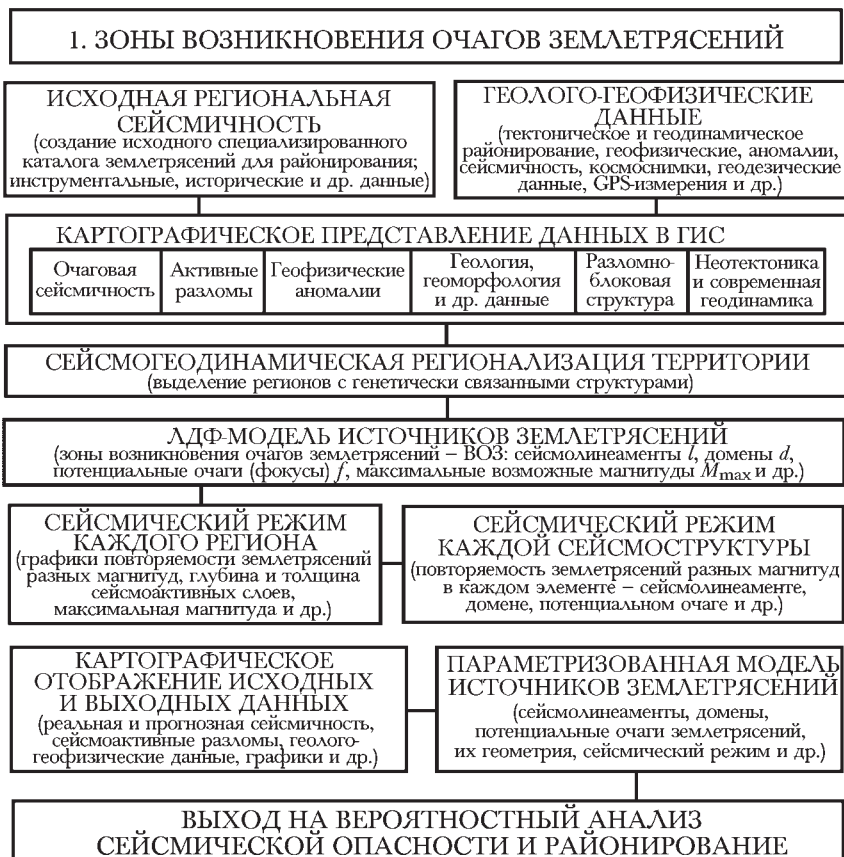 1. ЗОНЫ ВОЗНИКНОВЕНИЯ ОЧАГОВ ЗЕМЛЕТРЯСЕНИЙ
ИСХОДНАЯ РЕГИОНАЛЬНАЯ
СЕЙСМИЧНОСТЬ
(создание исходного специализированного
каталога землетрясений для районирования;
инструментальные, исторические и др. данные)
ГЕОЛОГО-ГЕОФИЗИЧЕСКИЕ
ДАННЫЕ
(тектоническое и геодинамическое
районирование, геофизические, аномалии,
сейсмичность, космоснимки, геодезические
данные, GPS-измерения и др.)
КАРТОГРАФИЧЕСКОЕ ПРЕДСТАВЛЕНИЕ ДАННЫХ В ГИС
Очаговая
сейсмичность
Активные
разломы
Геофизические
аномалии
Геология,
геоморфология
и др. данные
Разломно-
блоковая
структура
Неотектоника
и современная
геодинамика
СЕЙСМОГЕОДИНАМИЧЕСКАЯ РЕГИОНАЛИЗАЦИЯ ТЕРРИТОРИИ
(выделение регионов с генетически связанными структурами)
ЛДФ-МОДЕЛЬ ИСТОЧНИКОВ ЗЕМЛЕТРЯСЕНИЙ
(зоны возникновения очагов землетрясений – ВОЗ: сейсмолинеаменты l, домены d,
потенциальные очаги (фокусы) f, максимальные возможные магнитуды Mmax и др.)
СЕЙСМИЧЕСКИЙ РЕЖИМ
КАЖДОГО РЕГИОНА
(графики повторяемости землетрясений
разных магнитуд, глубина и толщина
сейсмоактивных слоев,
максимальная магнитуда и др.)
СЕЙСМИЧЕСКИЙ РЕЖИМ
КАЖДОЙ СЕЙСМОСТРУКТУРЫ
(повторяемость землетрясений разных магнитуд
в каждом элементе – сейсмолинеаменте,
домене, потенциальном очаге и др.)
КАРТОГРАФИЧЕСКОЕ
ОТОБРАЖЕНИЕ ИСХОДНЫХ
И ВЫХОДНЫХ ДАННЫХ
(реальная и прогнозная сейсмичность,
сейсмоактивные разломы, геолого-
геофизические данные, графики и др.)
ПАРАМЕТРИЗОВАННАЯ МОДЕЛЬ
ИСТОЧНИКОВ ЗЕМЛЕТРЯСЕНИЙ
(сейсмолинеаменты, домены,
потенциальные очаги землетрясений,
их геометрия, сейсмический режим и др.)
ВЫХОД НА ВЕРОЯТНОСТНЫЙ АНАЛИЗ
СЕЙСМИЧЕСКОЙ ОПАСНОСТИ И РАЙОНИРОВАНИЕ